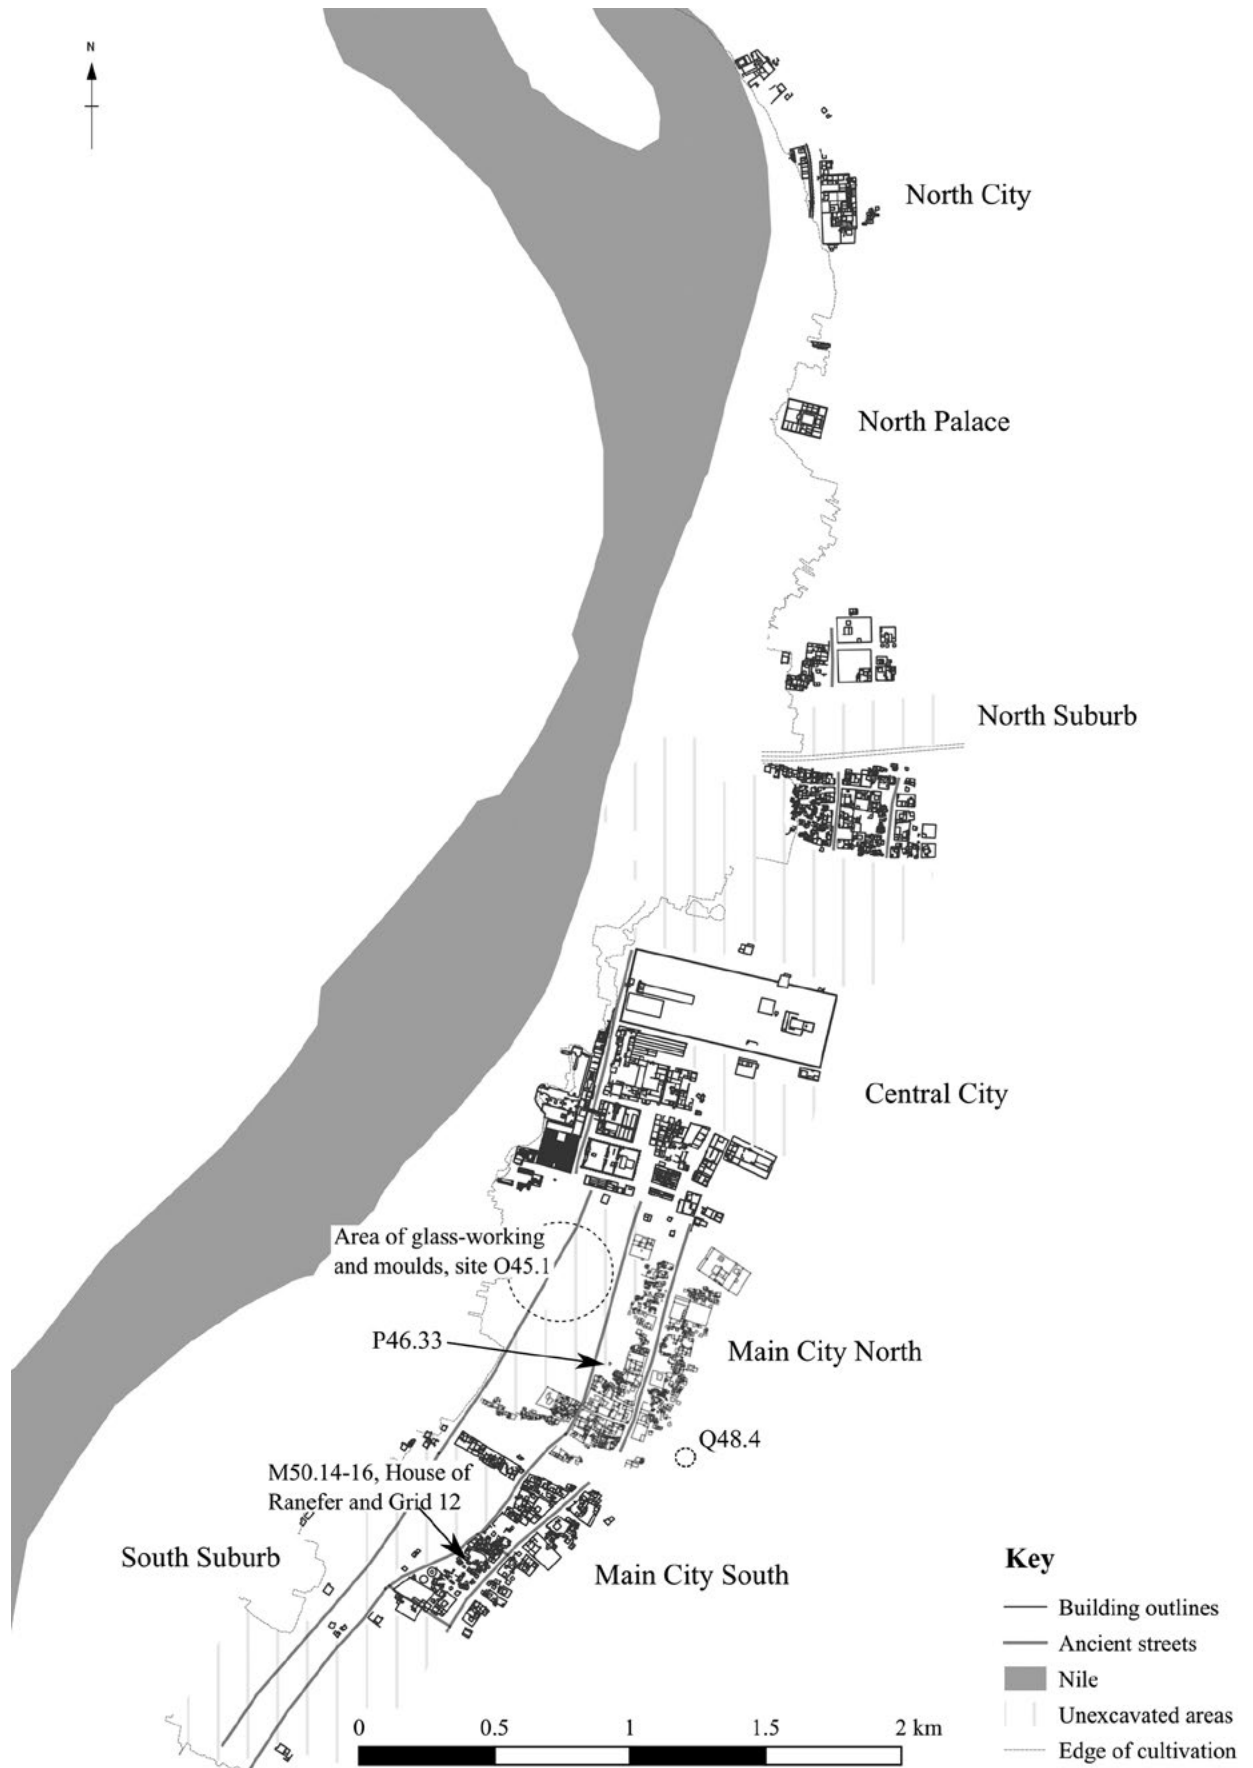 N
North City
North Palace
North Suburb
Central City
Area of glass-working
and moulds, site O45.1
P46.33
Main City North
Q48.4
M50.14-16, House of
Ranefer and Grid 12
South Suburb
Main City South
Key
Building outlines
Ancient streets
Nile
Unexcavated areas
Edge of cultivation
0 0.5 1 1.5 2 km